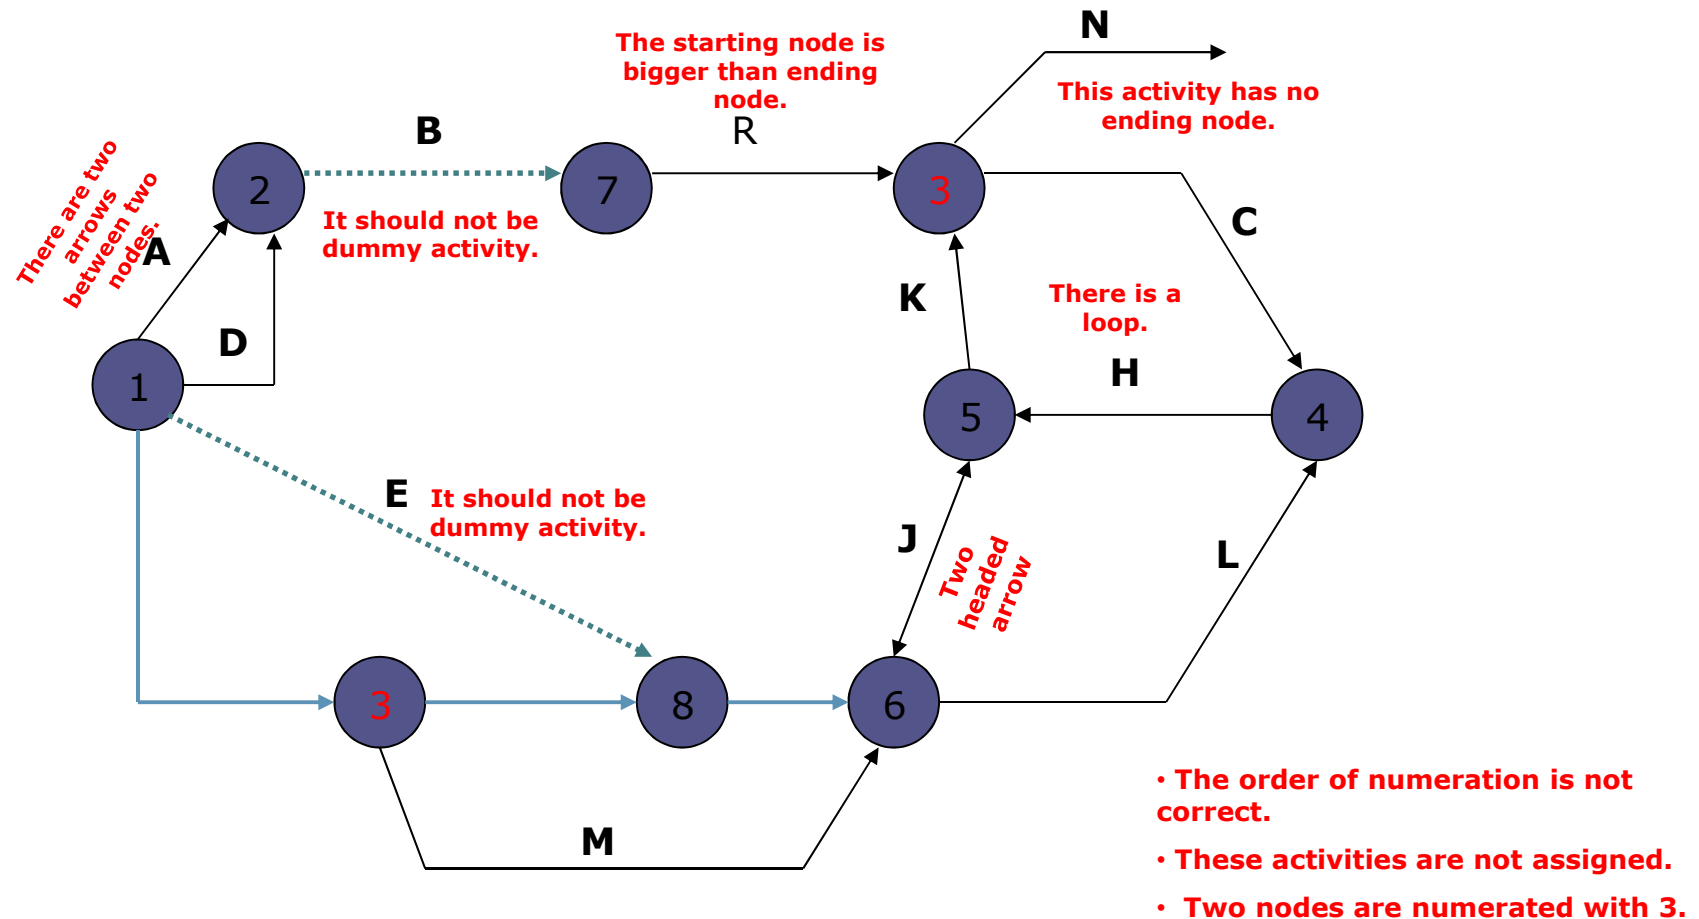 N
The starting node is
bigger than ending
node.
This activity has no
ending node.
B
R
There are two
arrows
between two
nodes.
2
7
3
It should not be
dummy activity.
C
A
K
There is a
loop.
D
H
1
5
4
E
It should not be
dummy activity.
J
Two
headed
arrow
L
3
8
6
M
• The order of numeration is not
correct.
• These activities are not assigned.
• Two nodes are numerated with 3.